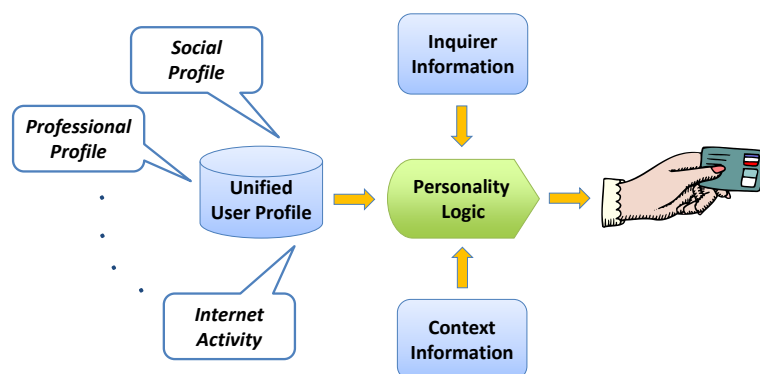 Social
Profile
Professional
Profile
Unified
User Profile
Internet
Activity
Inquirer
Information
Personality
Logic
Context
Information